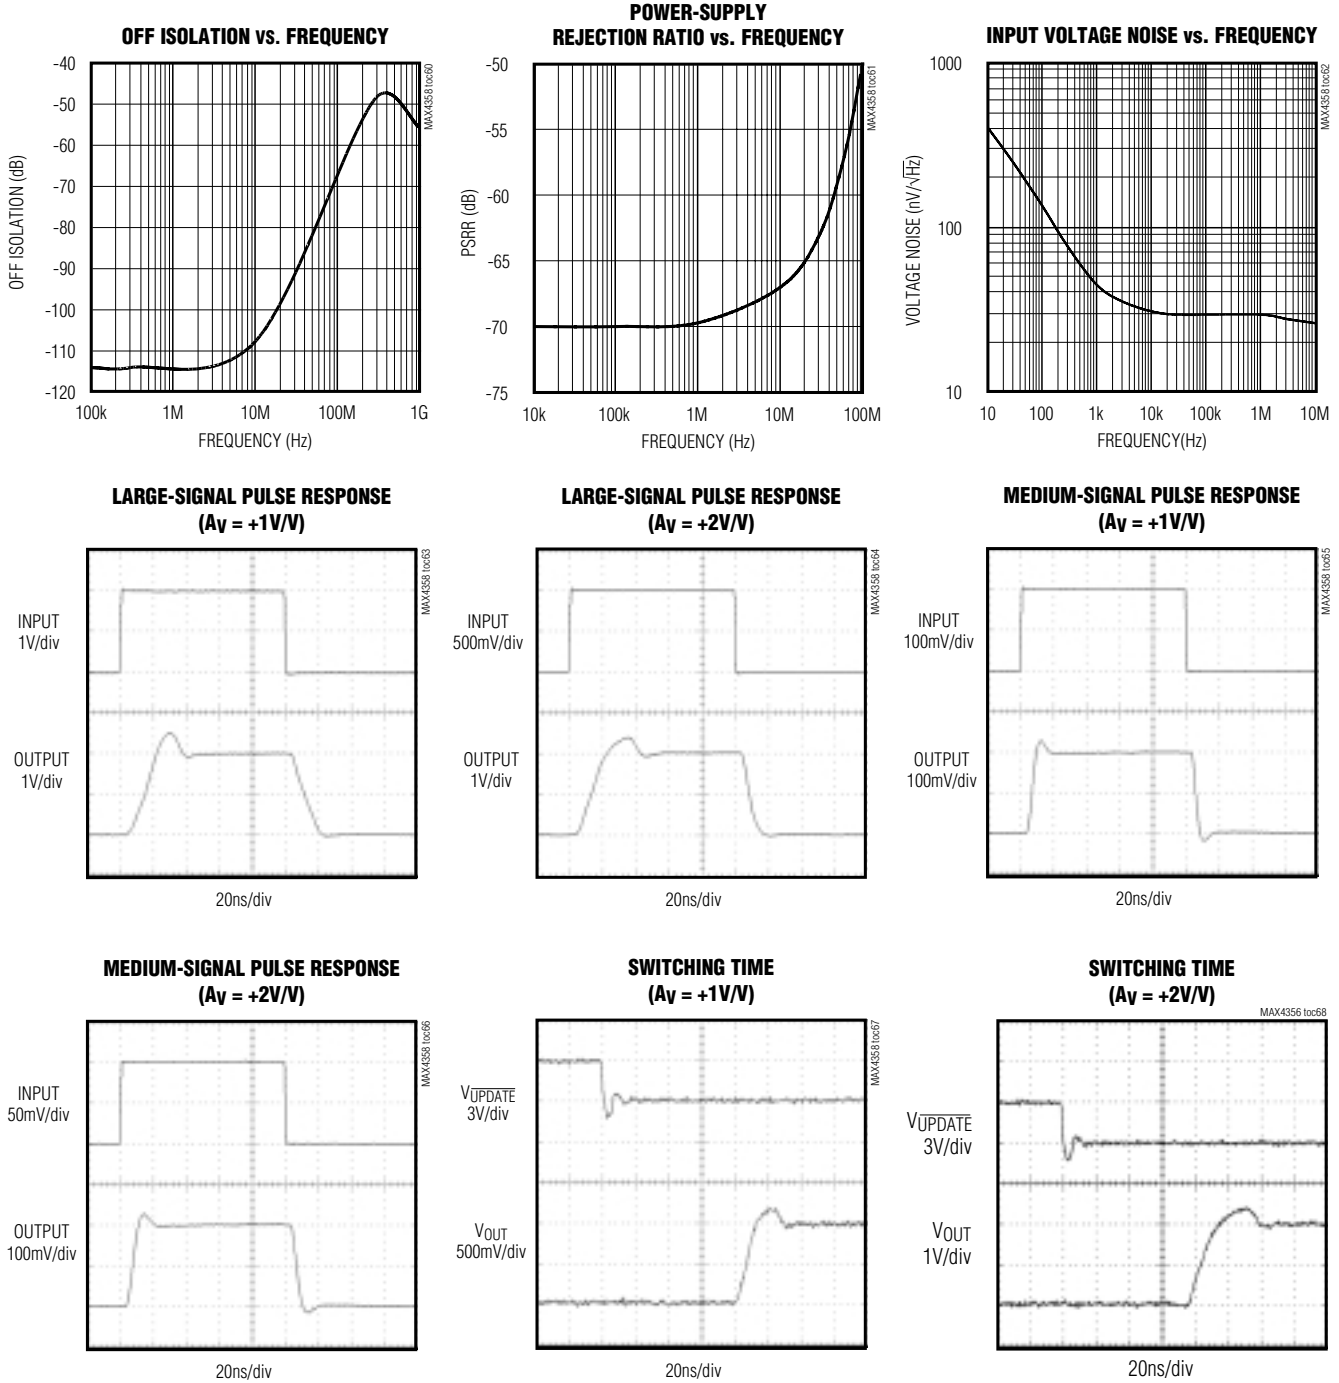 OFF ISOLATION vs. FREQUENCY
-40
-50
-60
-70
-80
-90
-100
-110
-120
OFF ISOLATION (dB)
100k 1M 10M 100M 1G
FREQUENCY (Hz)
MAX4358 toc60
POWER-SUPPLY
REJECTION RATIO vs. FREQUENCY
-50
-55
-60
-65
-70
-75
PSRR (dB)
10k 100k 1M 10M 100M
FREQUENCY (Hz)
MAX4358 toc61
INPUT VOLTAGE NOISE vs. FREQUENCY
1000
100
10
VOLTAGE NOISE (nV/√Hz)
10 100 1k 10k 100k 1M 10M
FREQUENCY(Hz)
MAX4358 toc62
LARGE-SIGNAL PULSE RESPONSE
(AV = +1V/V)
INPUT
1V/div
OUTPUT
1V/div
20ns/div
MAX4358 toc63
LARGE-SIGNAL PULSE RESPONSE
(AV = +2V/V)
INPUT
500mV/div
OUTPUT
1V/div
20ns/div
MAX4358 toc64
MEDIUM-SIGNAL PULSE RESPONSE
(AV = +1V/V)
INPUT
100mV/div
OUTPUT
100mV/div
20ns/div
MAX4358 toc65
MEDIUM-SIGNAL PULSE RESPONSE
(AV = +2V/V)
INPUT
50mV/div
OUTPUT
100mV/div
20ns/div
MAX4358 toc66
SWITCHING TIME
(AV = +1V/V)
VUPDATE
3V/div
VOUT
500mV/div
20ns/div
MAX4358 toc67
SWITCHING TIME
(AV = +2V/V)
MAX4356 toc68
VUPDATE
3V/div
VOUT
1V/div
20ns/div